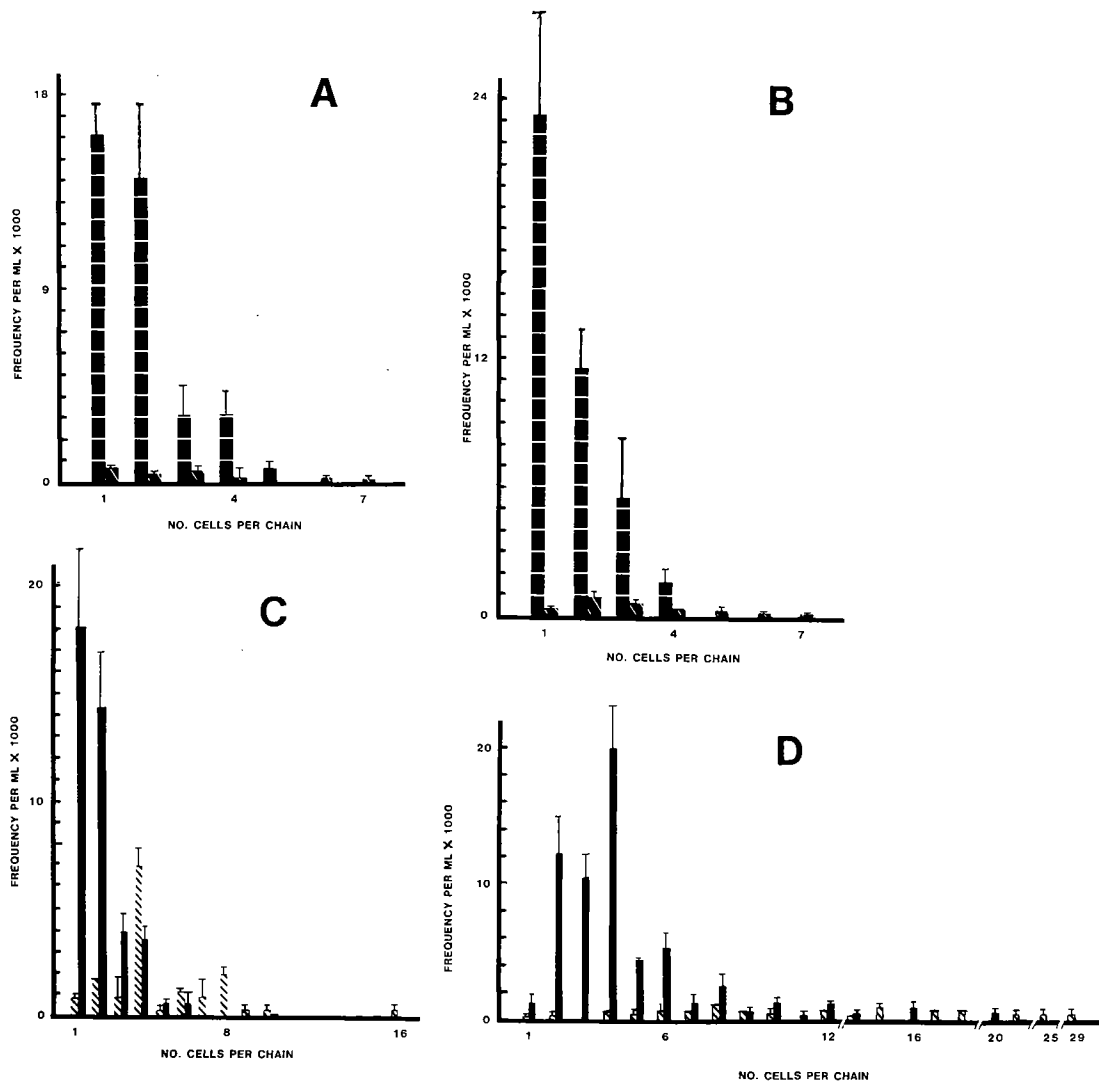 A
18
9
0
FREQUENCY PER ML X 1000
1 4 7
NO. CELLS PER CHAIN
B
24
12
0
FREQUENCY PER ML X 1000
1 4 7
NO. CELLS PER CHAIN
C
20
10
0
FREQUENCY PER ML X 1000
1 8 16
NO. CELLS PER CHAIN
D
20
10
0
FREQUENCY PER ML X 1000
1 6 12 16 20 25 29
NO. CELLS PER CHAIN